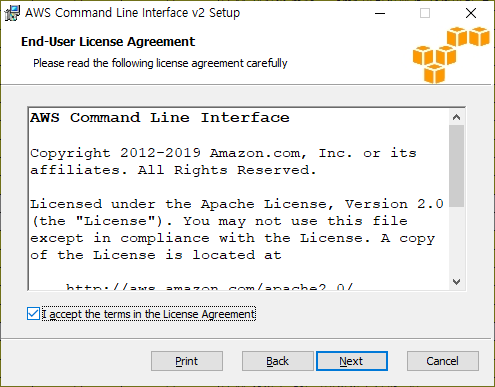 AWS Command Line Interface v2 Setup
End-User License Agreement
Please read the following license agreement carefully
AWS Command Line Interface
Copyright 2012-2019 Amazon.com, Inc. or its
affiliates. All Rights Reserved.
Licensed under the Apache License, Version 2.0
(the "License"). You may not use this file
except in compliance with the License. A copy
of the License is located at
http://aws.amazon.com/apache2.0/
I accept the terms in the License Agreement
Print
Back
Next
Cancel